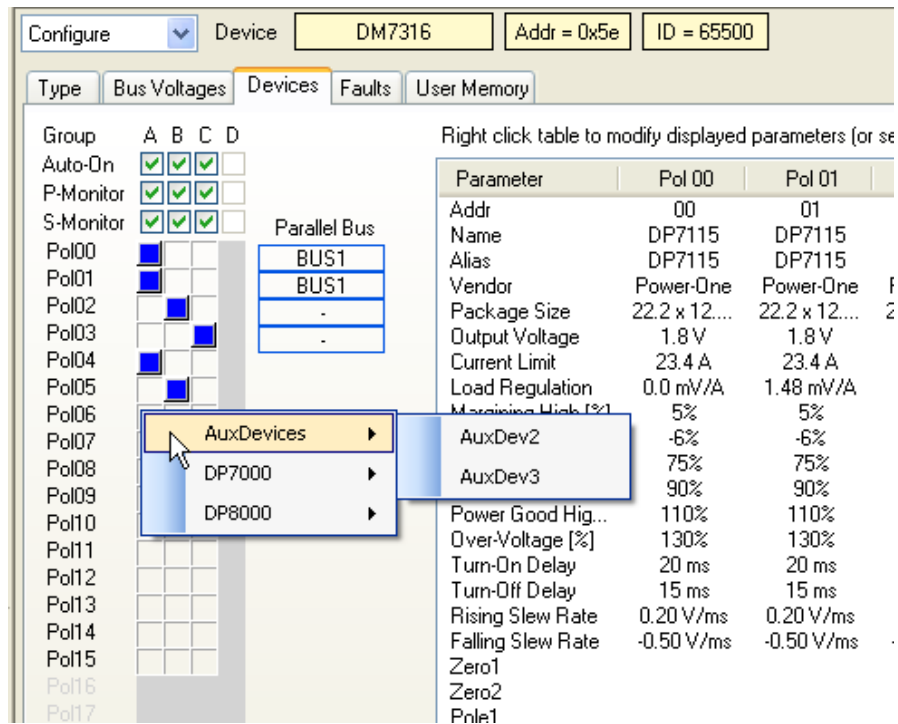 Configure Device DM7316 Addr = 0x5e ID = 65500
Type Bus Voltages Devices Faults User Memory
Group A B C D Right click table to modify displayed parameters (or se
Auto-On
P-Monitor
S-Monitor
Parallel Bus
Pol00 BUS1
Pol01 BUS1
Pol02 -
Pol03 -
Pol04
Pol05
Pol06
Pol07
Pol08
Pol09
Pol10
Pol11
Pol12
Pol13
Pol14
Pol15
Pol16
Pol17
AuxDevices
DP7000
DP8000
AuxDev2
AuxDev3
Parameter Pol 00 Pol 01
Addr 00 01
Name DP7115 DP7115
Alias DP7115 DP7115
Vendor Power-One Power-One
Package Size 22.2 x 12.... 22.2 x 12.... 2
Output Voltage 1.8 V 1.8 V
Current Limit 23.4 A 23.4 A
Load Regulation 0.0 mV/A 1.48 mV/A
Margining High [%] 5% 5%
-6% -6%
75% 75%
90% 90%
Power Good Hig... 110% 110%
Over-Voltage [%] 130% 130%
Turn-On Delay 20 ms 20 ms
Turn-Off Delay 15 ms 15 ms
Rising Slew Rate 0.20 V/ms 0.20 V/ms
Falling Slew Rate -0.50 V/ms -0.50 V/ms
Zero1
Zero2
Pole1